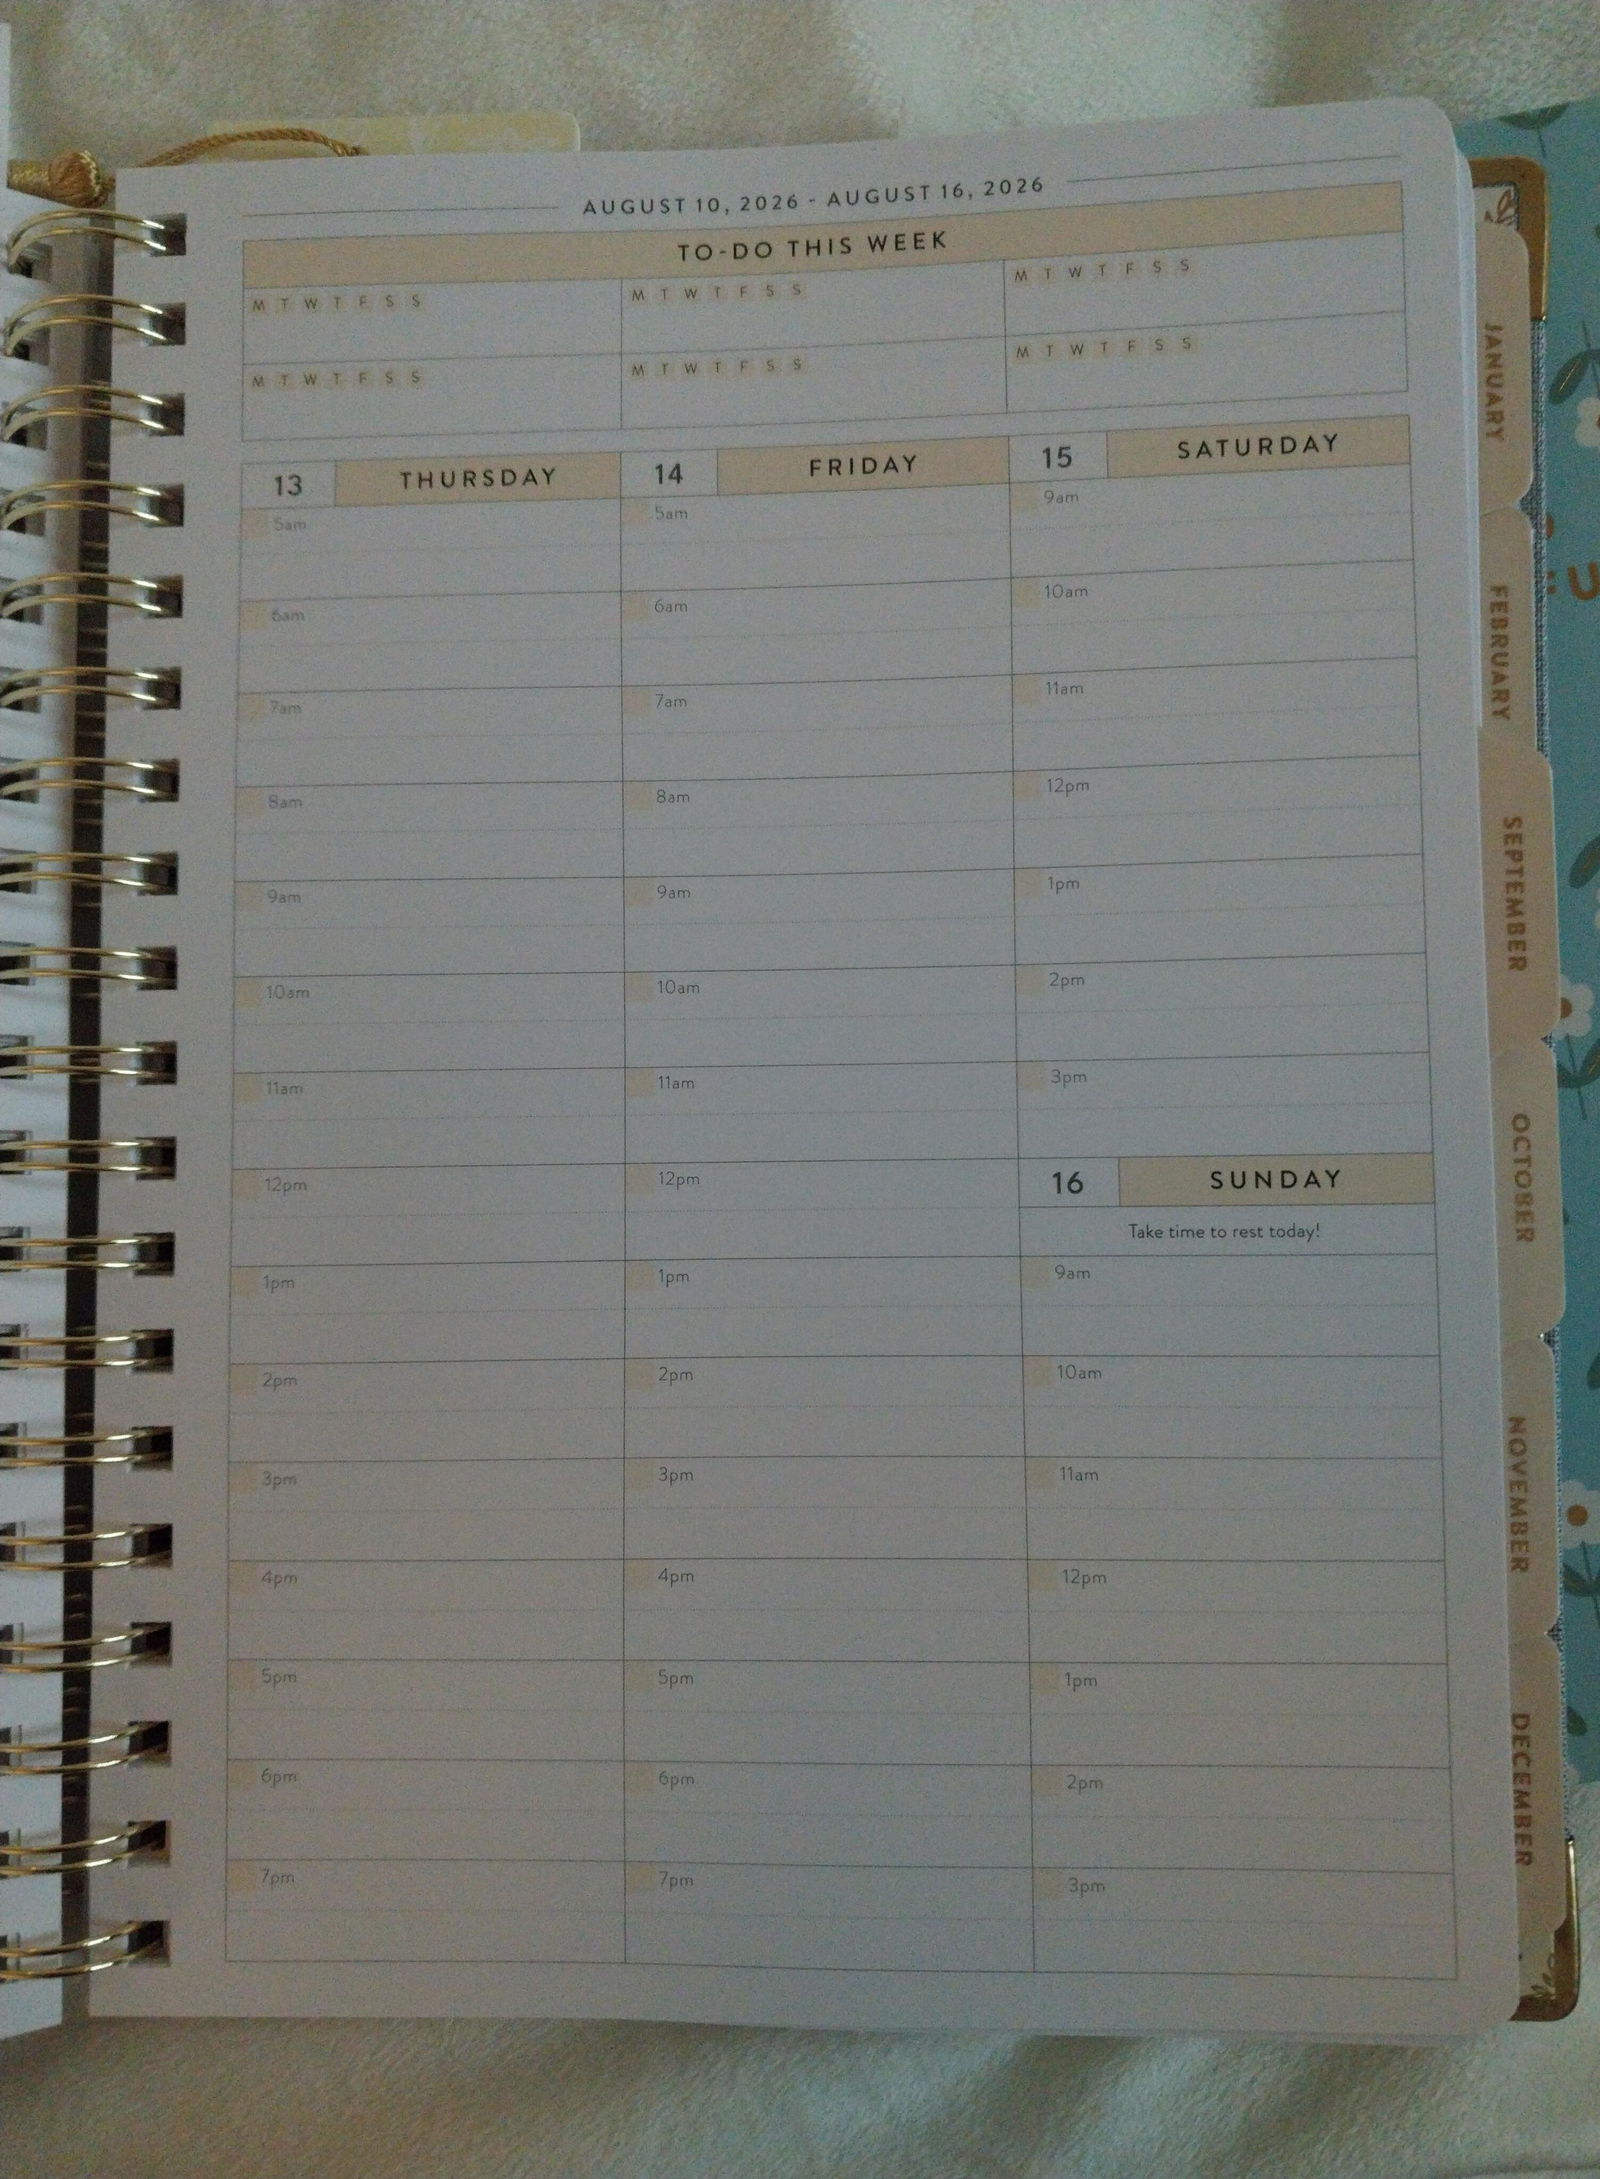 AUGUST 10, 2026 - AUGUST 16, 2026
TO-DO THIS WEEK
M T W T F S S
M T W T F S S
M T W T F S S
M T W T F S S
M T W T F S S
M T W T F S S
13 THURSDAY
5am
6am
7am
8am
9am
10am
11am
12pm
1pm
2pm
3pm
4pm
5pm
6pm
7pm
14 FRIDAY
5am
6am
7am
8am
9am
10am
11am
12pm
1pm
2pm
3pm
4pm
5pm
6pm
7pm
15 SATURDAY
9am
10am
11am
12pm
1pm
2pm
3pm
16 SUNDAY
Take time to rest today!
9am
10am
11am
12pm
1pm
2pm
3pm
JANUARY
FEBRUARY
SEPTEMBER
OCTOBER
NOVEMBER
DECEMBER